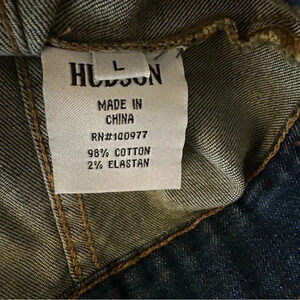 L
HUDSON
MADE IN
CHINA
RN#140977
98% COTTON
2% ELASTAN